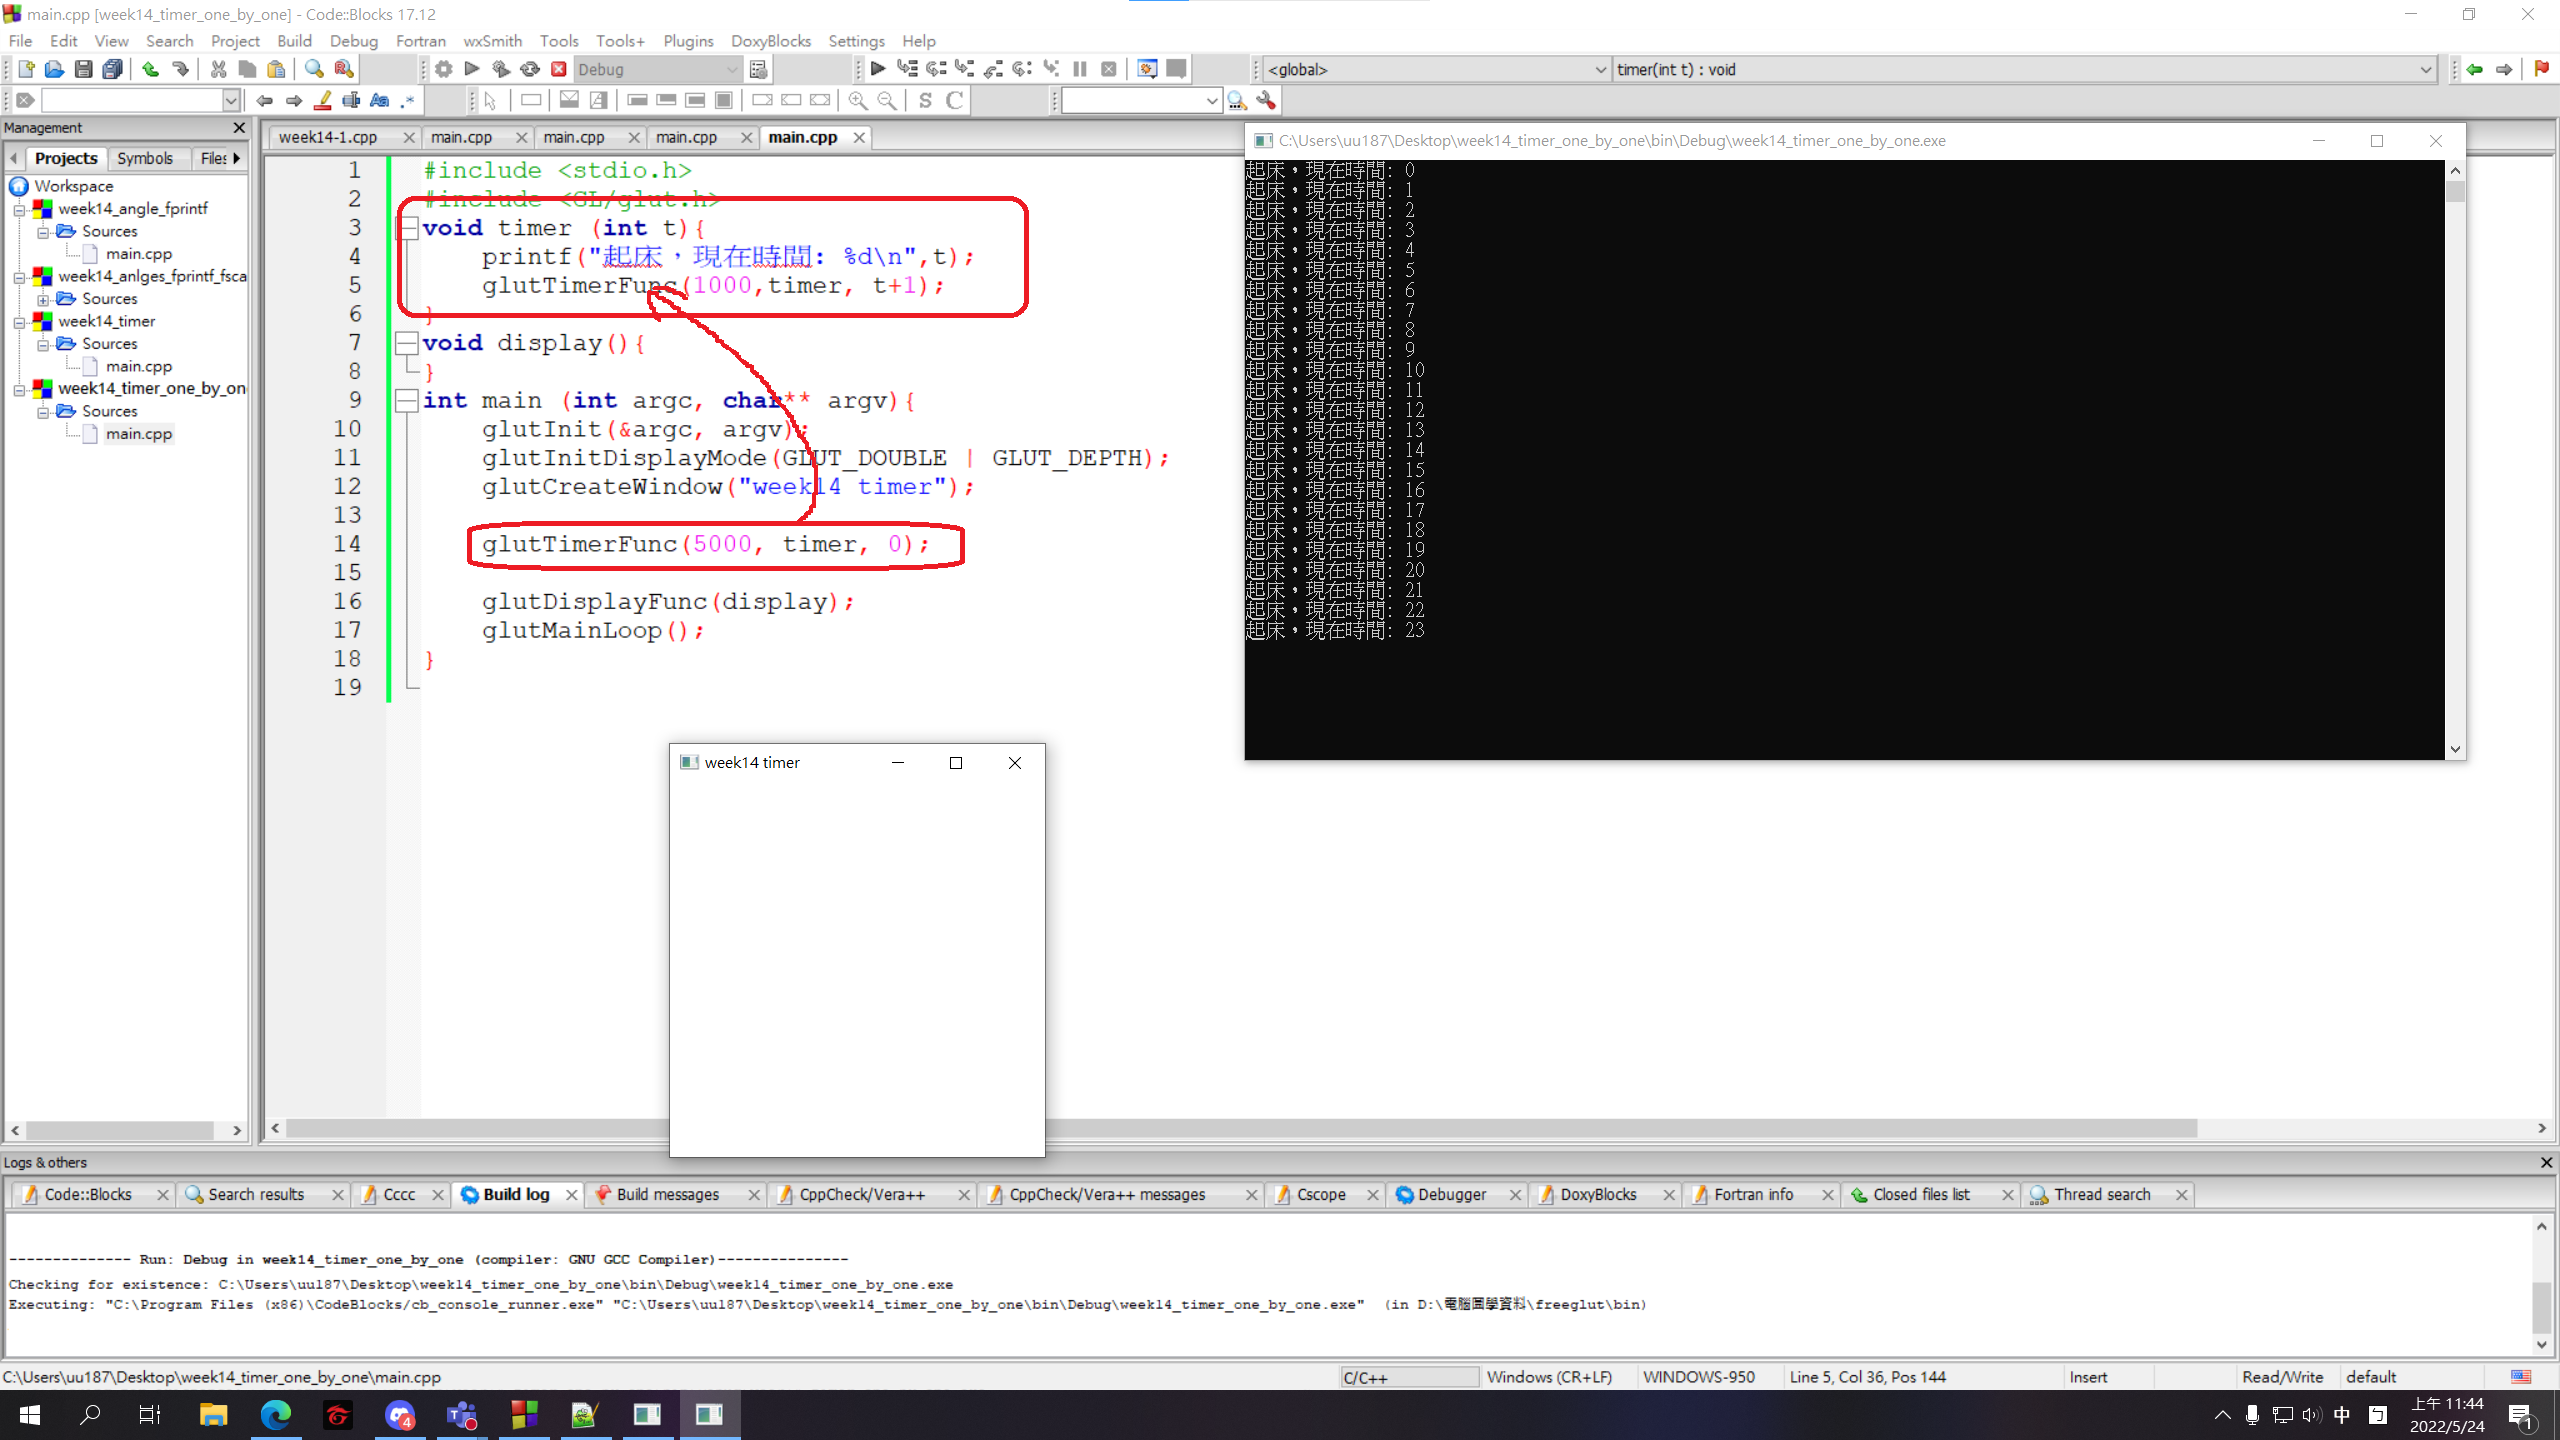 main.cpp [week14_timer_one_by_one] - Code::Blocks 17.12
File Edit View Search Project Build Debug Fortran wxSmith Tools Tools+ Plugins DoxyBlocks Settings Help
Debug
<global>
timer(int t) : void
S C
Management
Projects Symbols Files
Workspace
week14_angle_fprintf
Sources
main.cpp
week14_anlges_fprintf_fsca
Sources
week14_timer
Sources
main.cpp
week14_timer_one_by_on
Sources
main.cpp
week14-1.cpp main.cpp main.cpp main.cpp main.cpp
1 #include <stdio.h>
2 #include <GL/glut.h>
3 void timer (int t){
4 printf("起床，現在時間: %d\n",t);
5 glutTimerFunc(1000,timer, t+1);
6 }
7 void display(){
8 }
9 int main (int argc, char** argv){
10 glutInit(&argc, argv);
11 glutInitDisplayMode(GLUT_DOUBLE | GLUT_DEPTH);
12 glutCreateWindow("week14 timer");
13
14 glutTimerFunc(5000, timer, 0);
15
16 glutDisplayFunc(display);
17 glutMainLoop();
18 }
19
C:\Users\uu187\Desktop\week14_timer_one_by_one\bin\Debug\week14_timer_one_by_one.exe
起床，現在時間: 0
起床，現在時間: 1
起床，現在時間: 2
起床，現在時間: 3
起床，現在時間: 4
起床，現在時間: 5
起床，現在時間: 6
起床，現在時間: 7
起床，現在時間: 8
起床，現在時間: 9
起床，現在時間: 10
起床，現在時間: 11
起床，現在時間: 12
起床，現在時間: 13
起床，現在時間: 14
起床，現在時間: 15
起床，現在時間: 16
起床，現在時間: 17
起床，現在時間: 18
起床，現在時間: 19
起床，現在時間: 20
起床，現在時間: 21
起床，現在時間: 22
起床，現在時間: 23
week14 timer
Logs & others
Code::Blocks Search results Cccc Build log Build messages CppCheck/Vera++ CppCheck/Vera++ messages Cscope Debugger DoxyBlocks Fortran info Closed files list Thread search
-------------- Run: Debug in week14_timer_one_by_one (compiler: GNU GCC Compiler)---------------
Checking for existence: C:\Users\uu187\Desktop\week14_timer_one_by_one\bin\Debug\week14_timer_one_by_one.exe
Executing: "C:\Program Files (x86)\CodeBlocks/cb_console_runner.exe" "C:\Users\uu187\Desktop\week14_timer_one_by_one\bin\Debug\week14_timer_one_by_one.exe"  (in D:\電腦圖學資料\freeglut\bin)
C:\Users\uu187\Desktop\week14_timer_one_by_one\main.cpp C/C++ Windows (CR+LF) WINDOWS-950 Line 5, Col 36, Pos 144 Insert Read/Write default
4
中
ㄅ
上午 11:44
2022/5/24
1